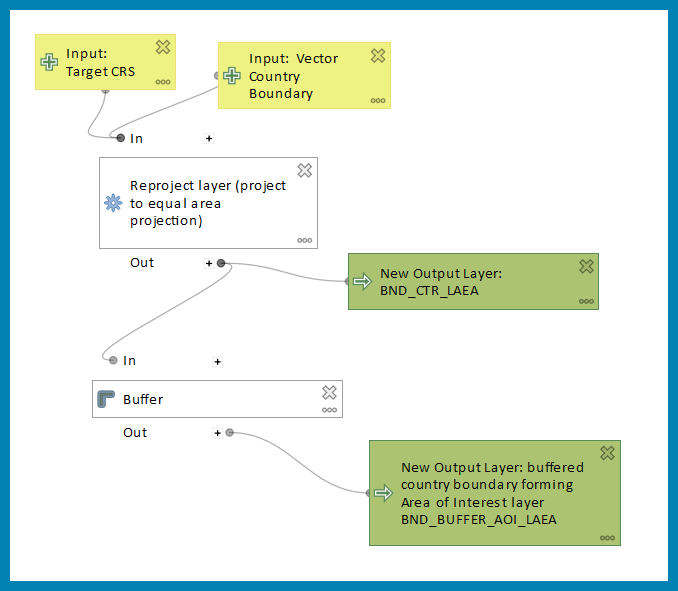 Input:
Target CRS
Input: Vector
Country
Boundary
In +
Reproject layer (project
to equal area
projection)
Out +
New Output Layer:
BND_CTR_LAEA
In +
Buffer
Out +
New Output Layer: buffered
country boundary forming
Area of Interest layer
BND_BUFFER_AOI_LAEA